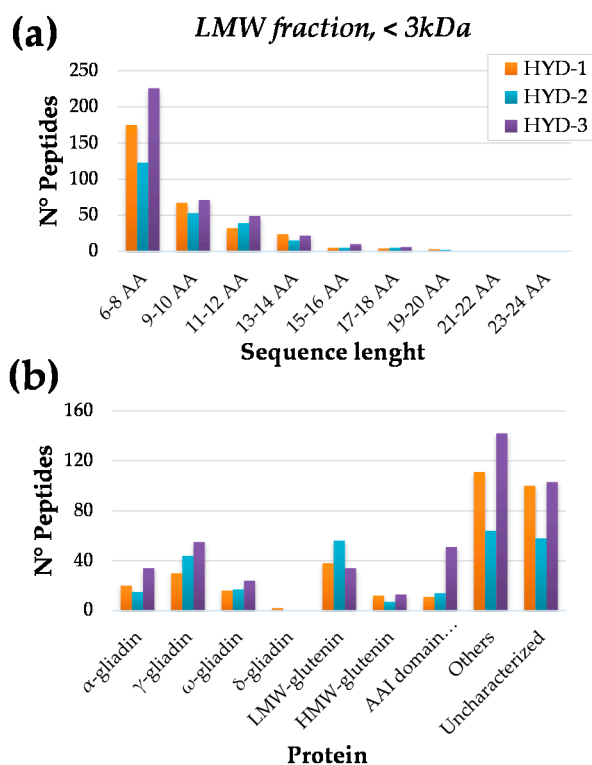 (a)
LMW fraction, < 3kDa
HYD-1
HYD-2
HYD-3
N° Peptides
250
200
150
100
50
0
6-8 AA
9-10 AA
11-12 AA
13-14 AA
15-16 AA
17-18 AA
19-20 AA
21-22 AA
23-24 AA
Sequence lenght
(b)
N° Peptides
160
120
80
40
0
α-gliadin
γ-gliadin
ω-gliadin
δ-gliadin
LMW-glutenin
HMW-glutenin
AAI domain…
Others
Uncharacterized
Protein